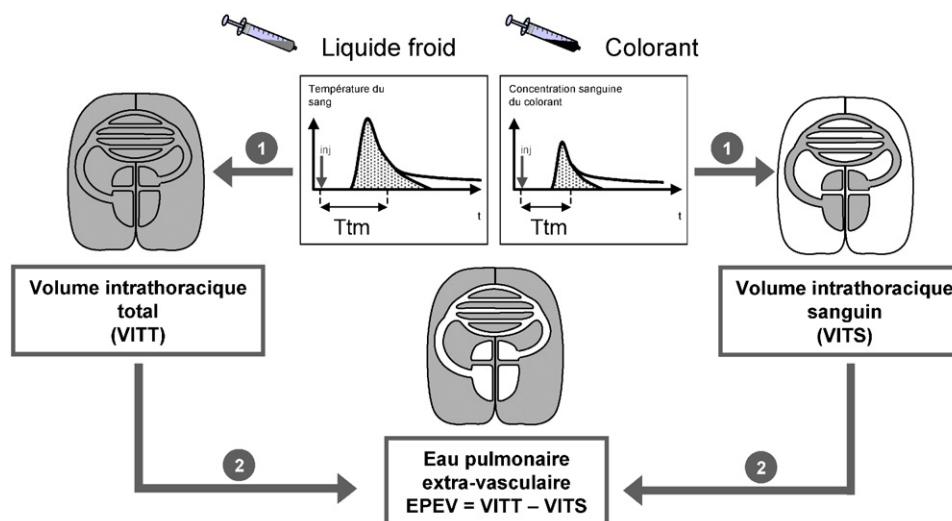 Liquide froid
Colorant
Température du
sang
inj
t
Ttm
Concentration sanguine
du colorant
inj
t
Ttm
1
1
Volume intrathoracique
total
(VITT)
Volume intrathoracique
sanguin
(VITS)
2
2
Eau pulmonaire
extra-vasculaire
EPEV = VITT – VITS